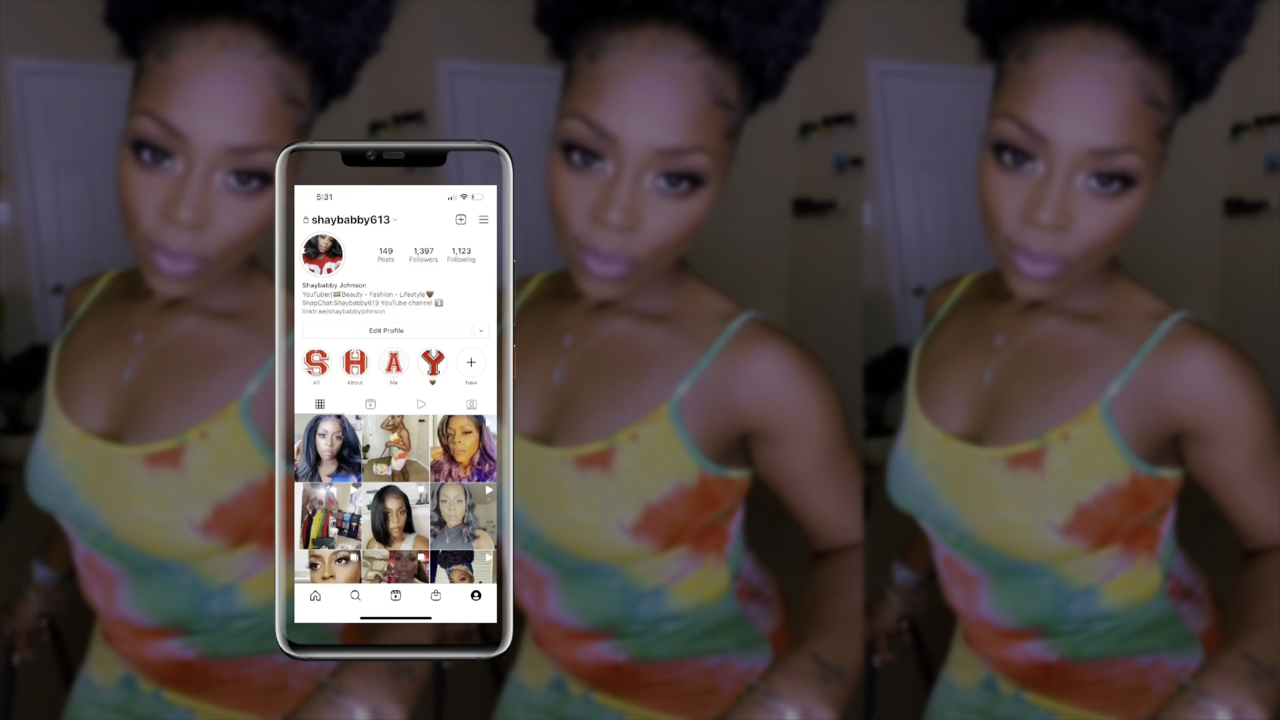 5:31
shaybabby613
149 1,397 1,123
Posts Followers Following
Shaybabby Johnson
YouTuber|Beauty - Fashion - Lifestyle
SnapChat/Shaybabby613 YouTube channel
linktr.ee/shaybabbyjohnson
Edit Profile
S H A Y +
All About Me New